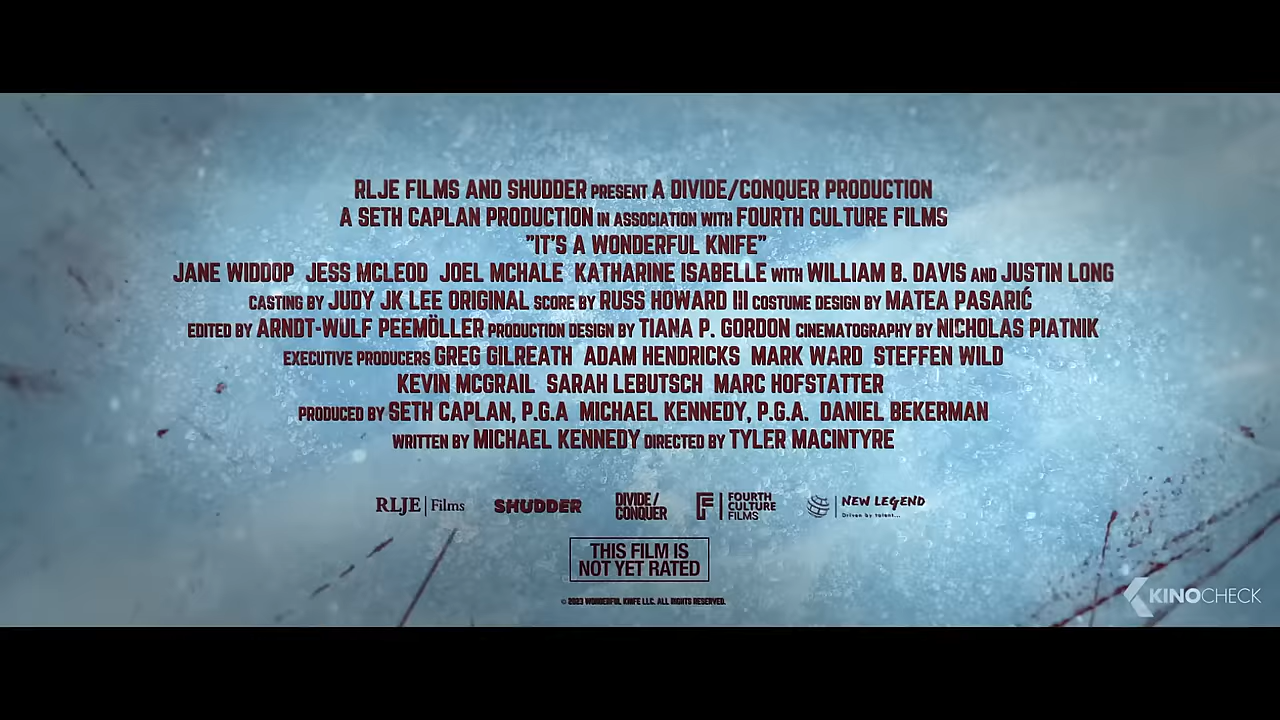 RLJE FILMS AND SHUDDER PRESENT A DIVIDE/CONQUER PRODUCTION
A SETH CAPLAN PRODUCTION IN ASSOCIATION WITH FOURTH CULTURE FILMS
"IT'S A WONDERFUL KNIFE"
JANE WIDDOP JESS MCLEOD JOEL MCHALE KATHARINE ISABELLE WITH WILLIAM B. DAVIS AND JUSTIN LONG
CASTING BY JUDY JK LEE ORIGINAL SCORE BY RUSS HOWARD III COSTUME DESIGN BY MATEA PASARIĆ
EDITED BY ARNDT-WULF PEEMÖLLER PRODUCTION DESIGN BY TIANA P. GORDON CINEMATOGRAPHY BY NICHOLAS PIATNIK
EXECUTIVE PRODUCERS GREG GILREATH ADAM HENDRICKS MARK WARD STEFFEN WILD
KEVIN MCGRAIL SARAH LEBUTSCH MARC HOFSTATTER
PRODUCED BY SETH CAPLAN, P.G.A MICHAEL KENNEDY, P.G.A. DANIEL BEKERMAN
WRITTEN BY MICHAEL KENNEDY DIRECTED BY TYLER MACINTYRE
RLJE Films
SHUDDER
DIVIDE/
CONQUER
FOURTH
CULTURE
FILMS
NEW LEGEND
Driven by talent...
THIS FILM IS
NOT YET RATED
© 2023 WONDERFUL KNIFE LLC. ALL RIGHTS RESERVED.
KINOCHECK